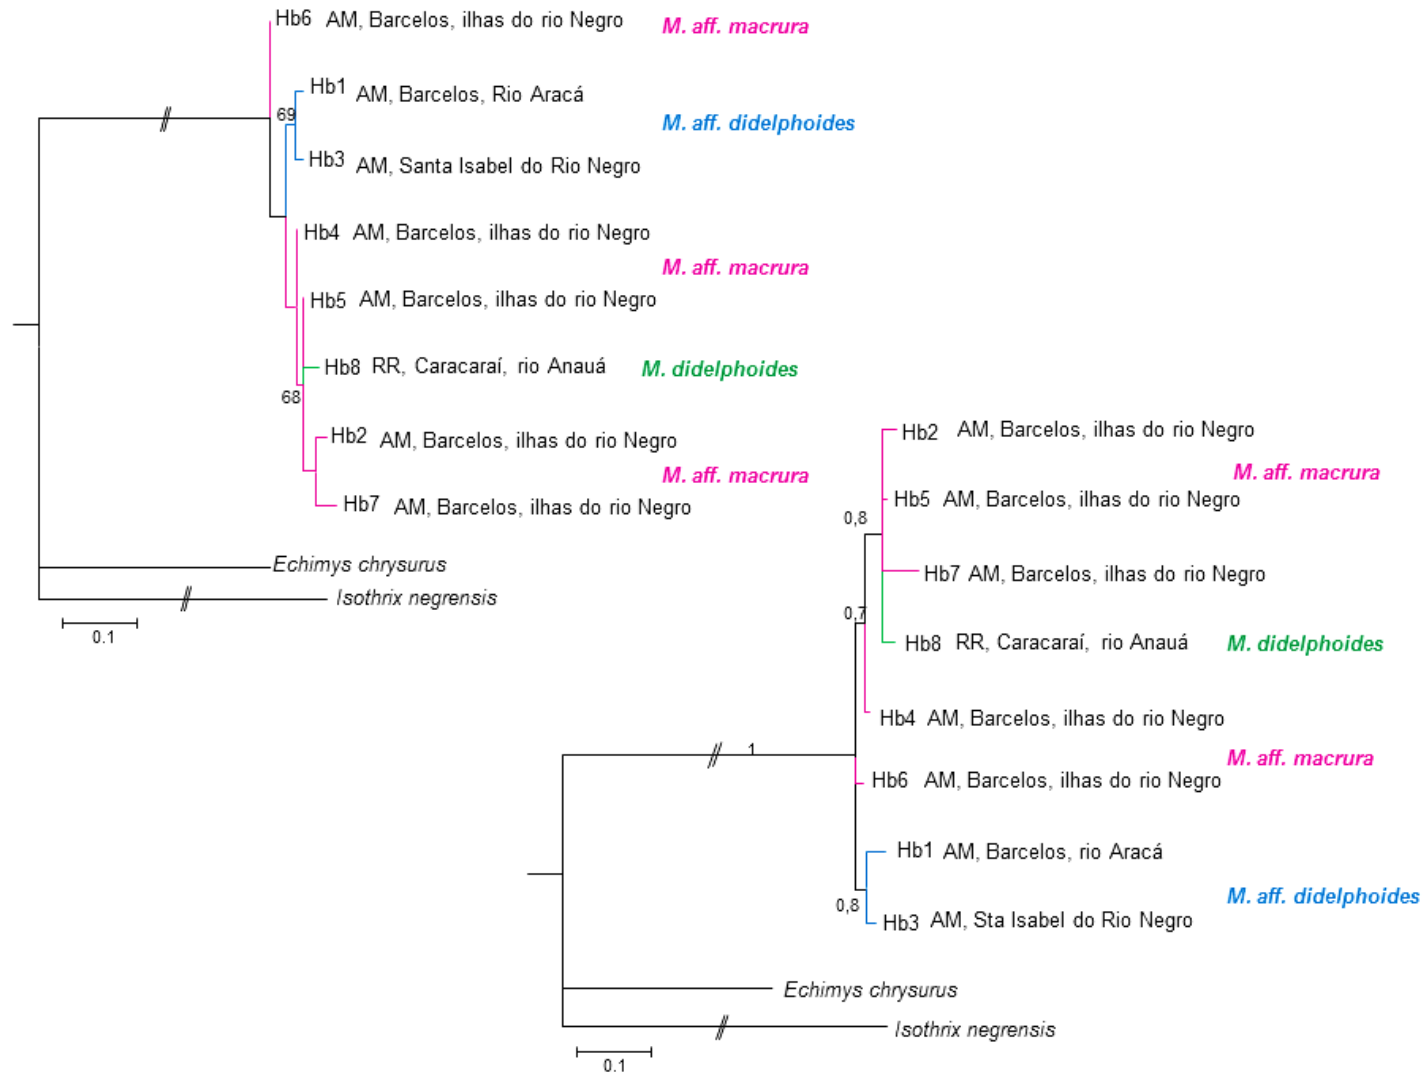 Hb6 AM, Barcelos, ilhas do rio Negro M. aff. macrura
Hb1 AM, Barcelos, Rio Aracá
69
M. aff. didelphoides
Hb3 AM, Santa Isabel do Rio Negro
Hb4 AM, Barcelos, ilhas do rio Negro
M. aff. macrura
Hb5 AM, Barcelos, ilhas do rio Negro
Hb8 RR, Caracaraí, rio Anauá M. didelphoides
68
Hb2 AM, Barcelos, ilhas do rio Negro
M. aff. macrura
Hb7 AM, Barcelos, ilhas do rio Negro
Echimys chrysurus
Isothrix negrensis
0.1
Hb2 AM, Barcelos, ilhas do rio Negro
M. aff. macrura
Hb5 AM, Barcelos, ilhas do rio Negro
0,8
Hb7 AM, Barcelos, ilhas do rio Negro
0,7
Hb8 RR, Caracaraí, rio Anauá M. didelphoides
Hb4 AM, Barcelos, ilhas do rio Negro
1
M. aff. macrura
Hb6 AM, Barcelos, ilhas do rio Negro
Hb1 AM, Barcelos, rio Aracá
M. aff. didelphoides
0,8
Hb3 AM, Sta Isabel do Rio Negro
Echimys chrysurus
Isothrix negrensis
0.1